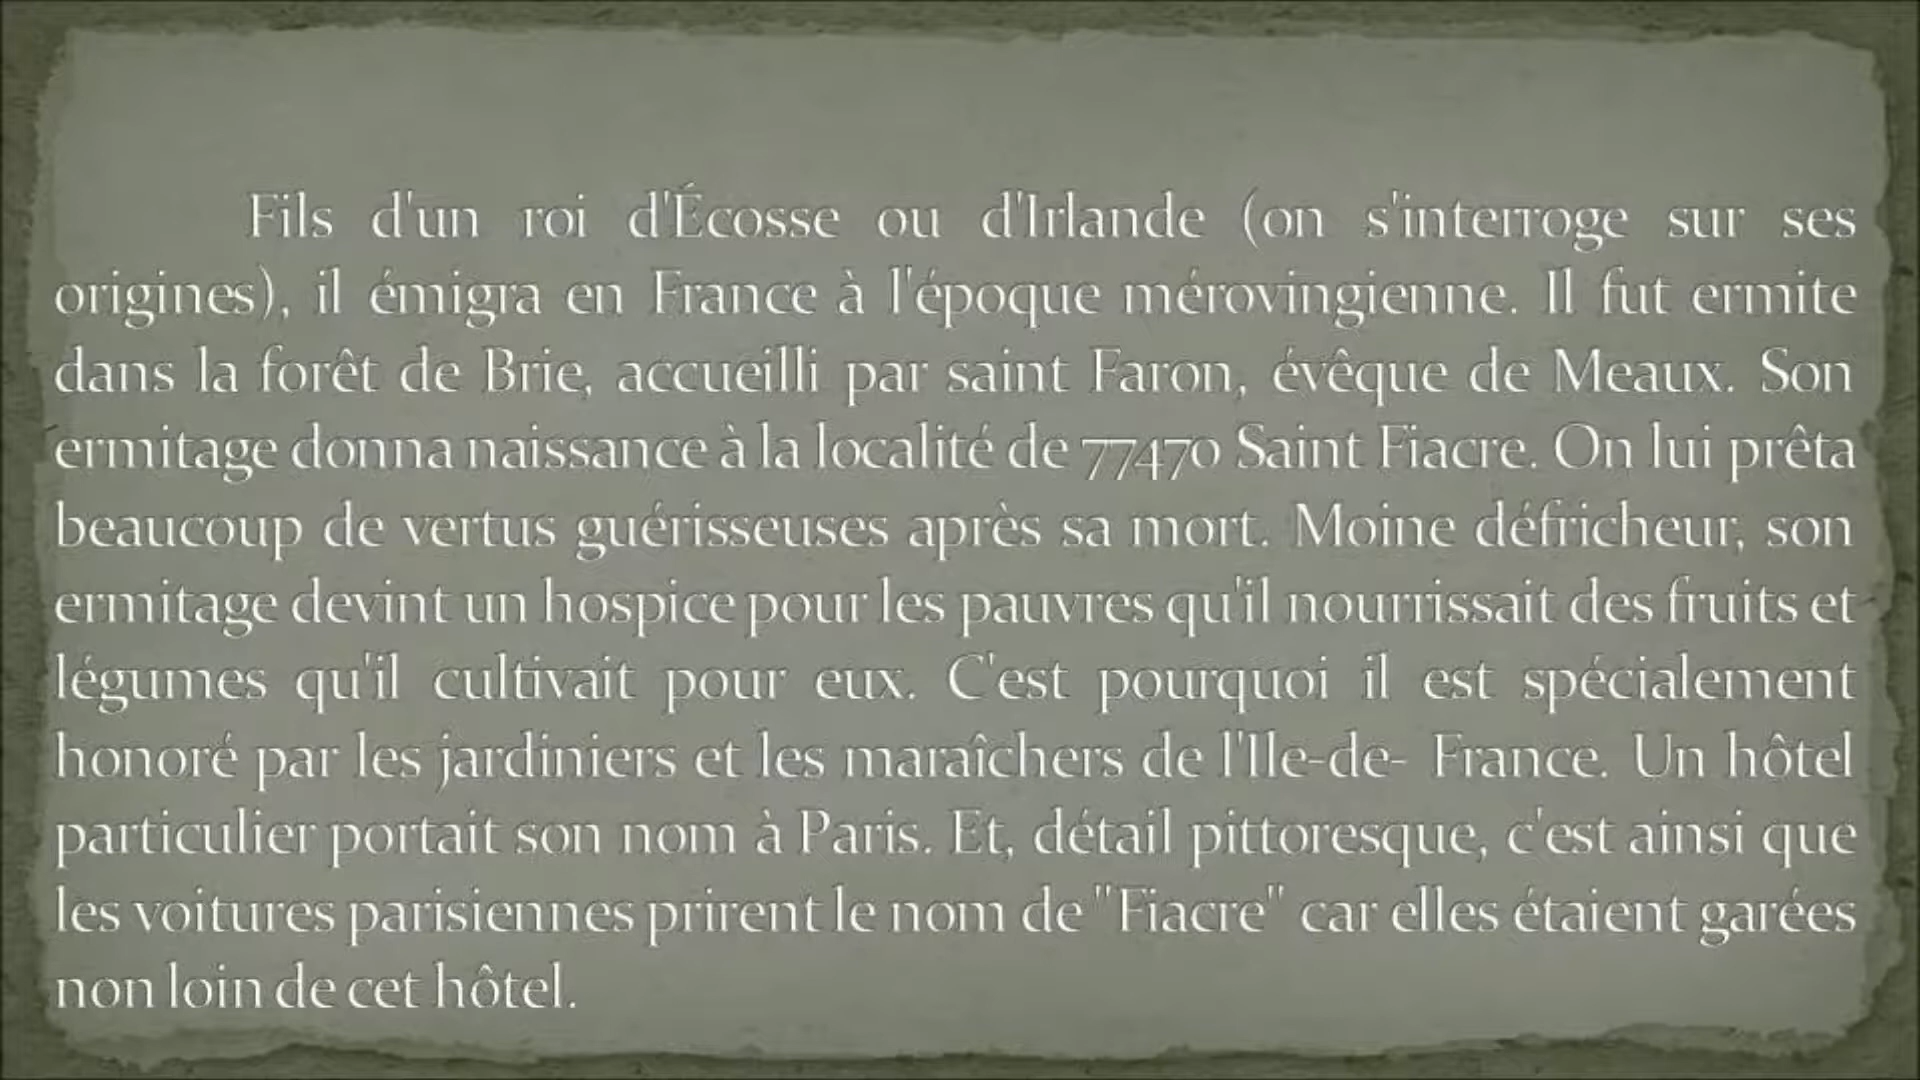 Fils d'un roi d'Écosse ou d'Irlande (on s'interroge sur ses
origines), il émigra en France à l'époque mérovingienne. Il fut ermite
dans la forêt de Brie, accueilli par saint Faron, évêque de Meaux. Son
ermitage donna naissance à la localité de 77470 Saint Fiacre. On lui prêta
beaucoup de vertus guérisseuses après sa mort. Moine défricheur, son
ermitage devint un hospice pour les pauvres qu'il nourrissait des fruits et
légumes qu'il cultivait pour eux. C'est pourquoi il est spécialement
honoré par les jardiniers et les maraîchers de l'Ile-de- France. Un hôtel
particulier portait son nom à Paris. Et, détail pittoresque, c'est ainsi que
les voitures parisiennes prirent le nom de "Fiacre" car elles étaient garées
non loin de cet hôtel.